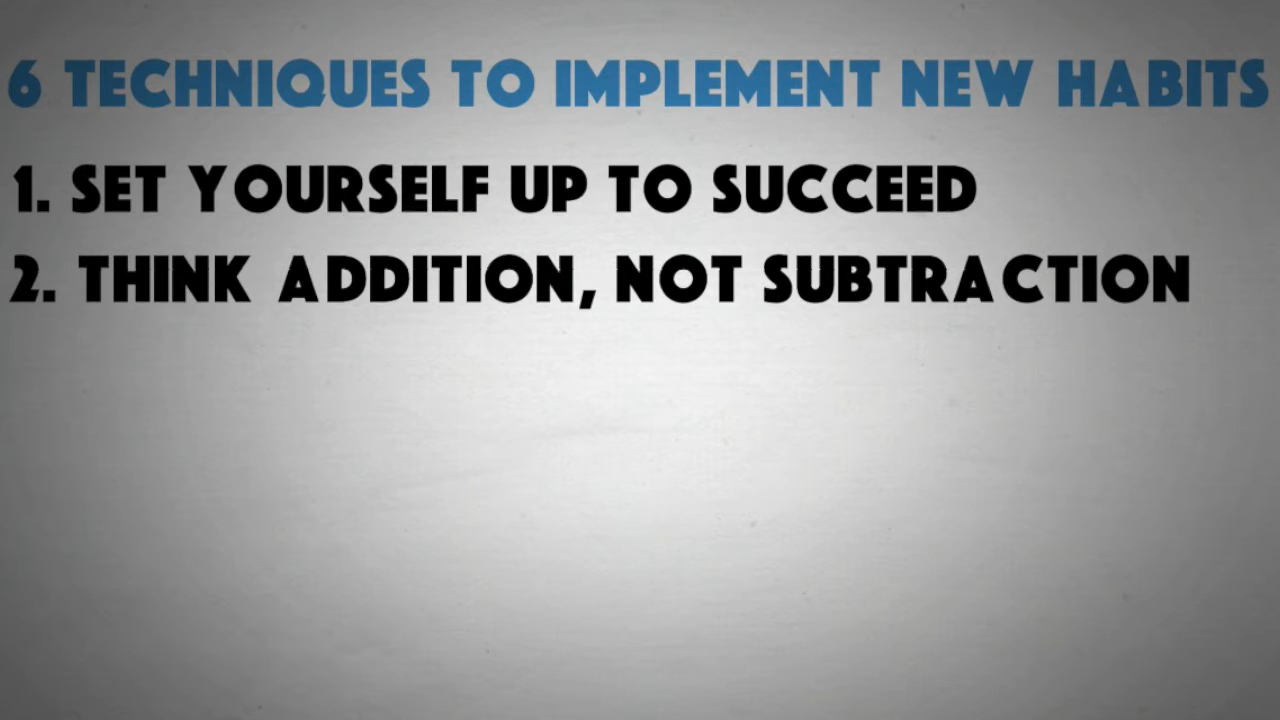 6 TECHNIQUES TO IMPLEMENT NEW HABITS
1. SET YOURSELF UP TO SUCCEED
2. THINK ADDITION, NOT SUBTRACTION